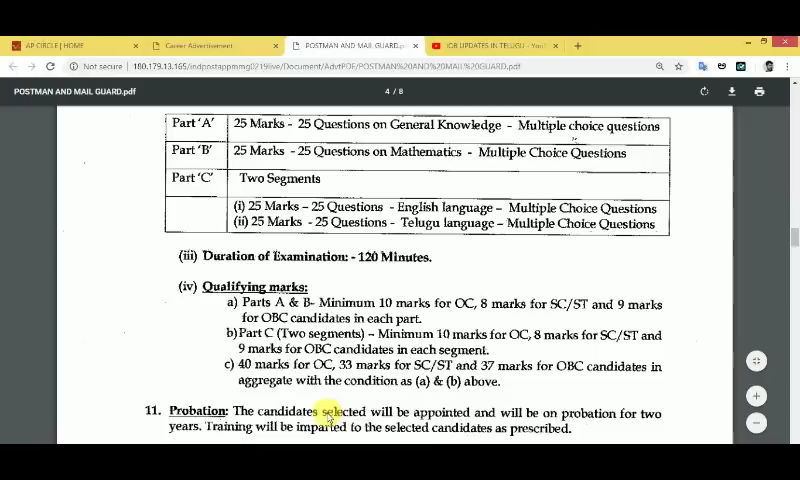 AP CIRCLE | HOME
Career Advertisement
POSTMAN AND MAIL GUARD.p
JOB UPDATES IN TELUGU - YouT
Not secure | 180.179.13.165/indpostappmmg0219live/Document/AdvtPDF/POSTMAN%20AND%20MAIL%20GUARD.pdf
POSTMAN AND MAIL GUARD.pdf
4 / 8
Part 'A' 25 Marks - 25 Questions on General Knowledge - Multiple choice questions
Part 'B' 25 Marks - 25 Questions on Mathematics - Multiple Choice Questions
Part 'C' Two Segments
(i) 25 Marks - 25 Questions - English language - Multiple Choice Questions
(ii) 25 Marks - 25 Questions - Telugu language - Multiple Choice Questions
(iii) Duration of Examination: - 120 Minutes.
(iv) Qualifying marks:
a) Parts A & B- Minimum 10 marks for OC, 8 marks for SC/ST and 9 marks
for OBC candidates in each part.
b) Part C (Two segments) - Minimum 10 marks for OC, 8 marks for SC/ST and
9 marks for OBC candidates in each segment.
c) 40 marks for OC, 33 marks for SC/ST and 37 marks for OBC candidates in
aggregate with the condition as (a) & (b) above.
11. Probation: The candidates selected will be appointed and will be on probation for two
years. Training will be imparted to the selected candidates as prescribed.